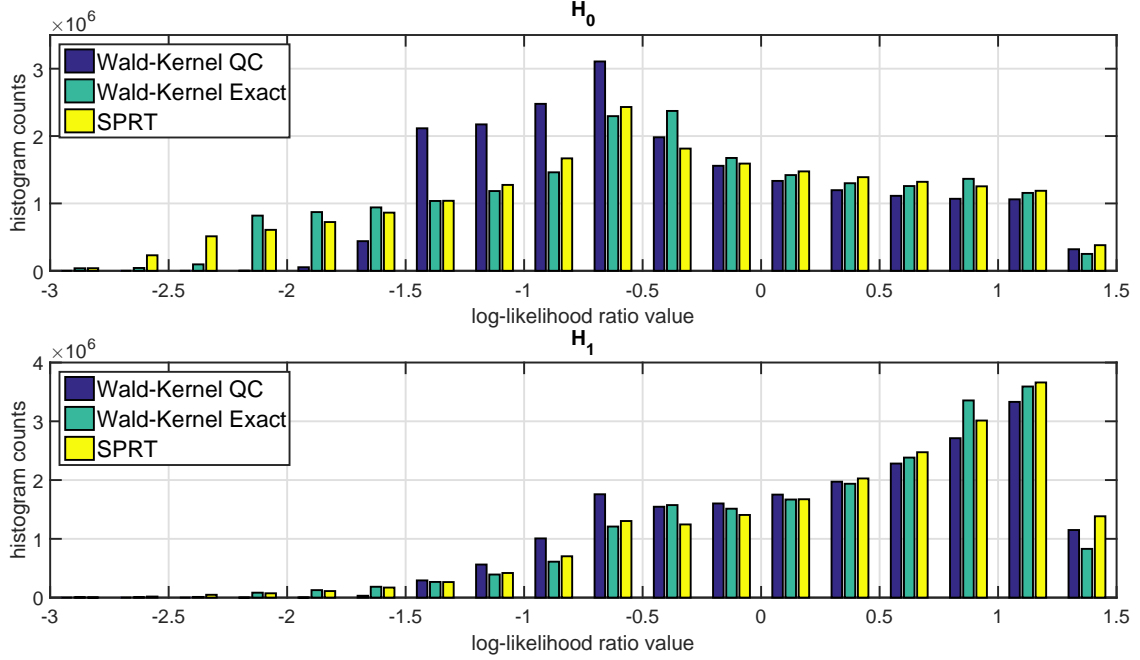 H0
×10^6
histogram counts
3
2
1
0
Wald-Kernel QC
Wald-Kernel Exact
SPRT
-3 -2.5 -2 -1.5 -1 -0.5 0 0.5 1 1.5
log-likelihood ratio value
H1
×10^6
histogram counts
4
3
2
1
0
Wald-Kernel QC
Wald-Kernel Exact
SPRT
-3 -2.5 -2 -1.5 -1 -0.5 0 0.5 1 1.5
log-likelihood ratio value